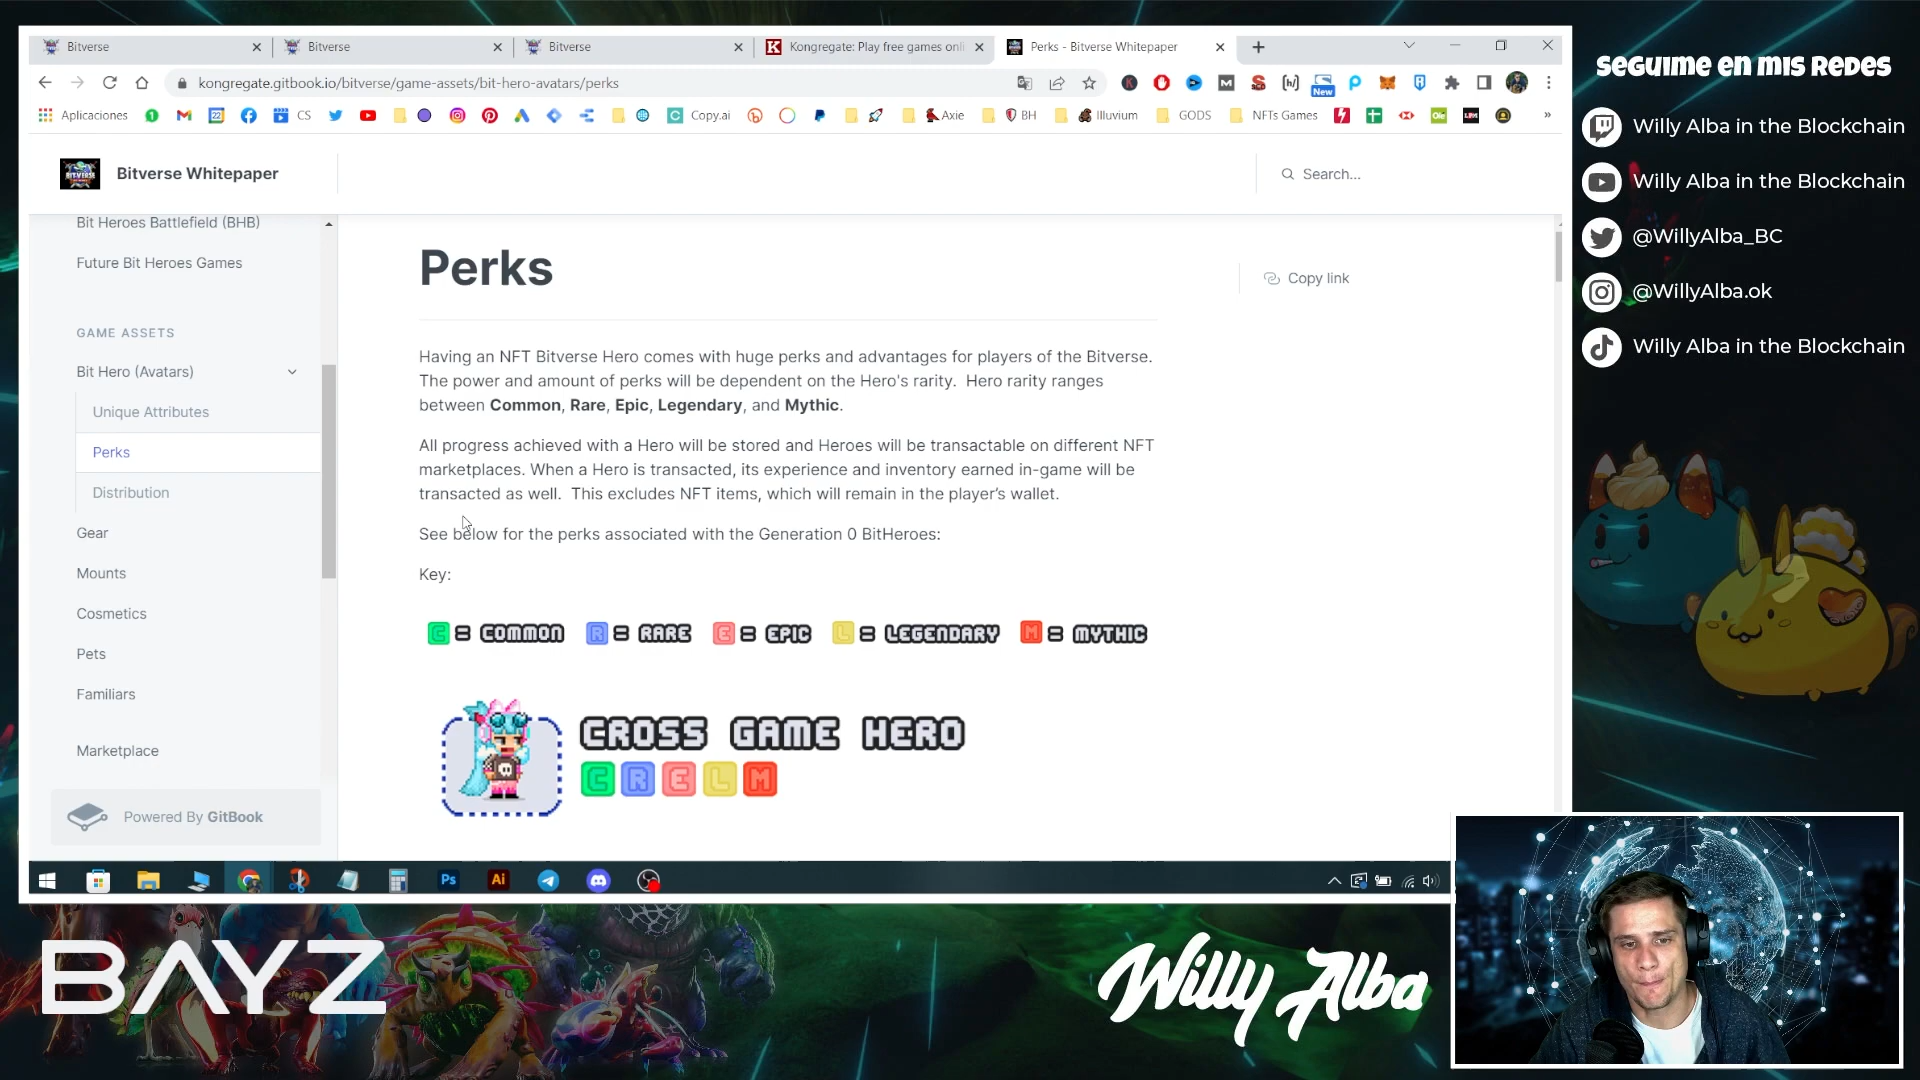 Bitverse
Bitverse
Bitverse
Kongregate: Play free games onli
Perks - Bitverse Whitepaper
kongregate.gitbook.io/bitverse/game-assets/bit-hero-avatars/perks
New
Aplicaciones
CS
Copy.ai
Axie
BH
Illuvium
GODS
NFTs Games
Bitverse Whitepaper
Search...
Bit Heroes Battlefield (BHB)
Future Bit Heroes Games
GAME ASSETS
Bit Hero (Avatars)
Unique Attributes
Perks
Distribution
Gear
Mounts
Cosmetics
Pets
Familiars
Marketplace
Powered By GitBook
Perks
Copy link
Having an NFT Bitverse Hero comes with huge perks and advantages for players of the Bitverse.
The power and amount of perks will be dependent on the Hero's rarity. Hero rarity ranges
between Common, Rare, Epic, Legendary, and Mythic.
All progress achieved with a Hero will be stored and Heroes will be transactable on different NFT
marketplaces. When a Hero is transacted, its experience and inventory earned in-game will be
transacted as well. This excludes NFT items, which will remain in the player's wallet.
See below for the perks associated with the Generation 0 BitHeroes:
Key:
C = COMMON R = RARE E = EPIC L = LEGENDARY M = MYTHIC
CROSS GAME HERO
C R E L M
Ps
Ai
SEGUIME EN MIS REDES
Willy Alba in the Blockchain
Willy Alba in the Blockchain
@WillyAlba_BC
@WillyAlba.ok
Willy Alba in the Blockchain
BAYZ
Willy Alba